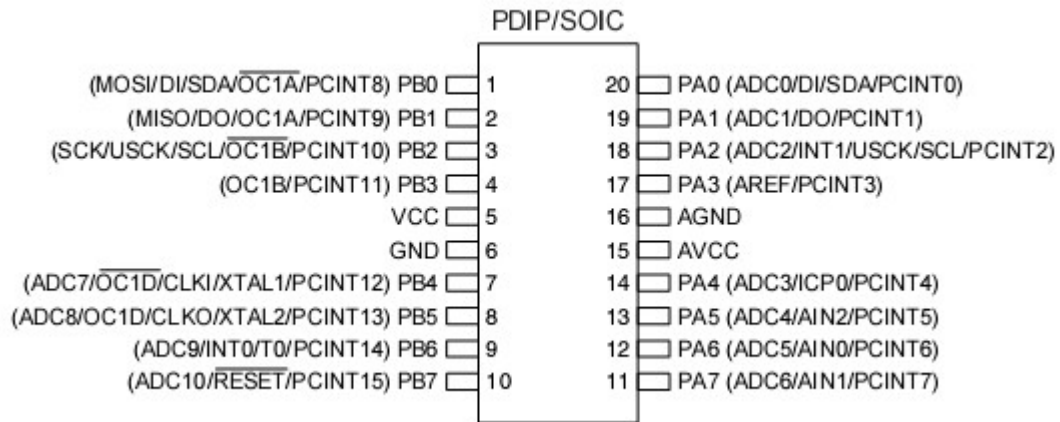 PDIP/SOIC
(MOSI/DI/SDA/OC1A/PCINT8) PB0 1 20 PA0 (ADC0/DI/SDA/PCINT0)
(MISO/DO/OC1A/PCINT9) PB1 2 19 PA1 (ADC1/DO/PCINT1)
(SCK/USCK/SCL/OC1B/PCINT10) PB2 3 18 PA2 (ADC2/INT1/USCK/SCL/PCINT2)
(OC1B/PCINT11) PB3 4 17 PA3 (AREF/PCINT3)
VCC 5 16 AGND
GND 6 15 AVCC
(ADC7/OC1D/CLKI/XTAL1/PCINT12) PB4 7 14 PA4 (ADC3/ICP0/PCINT4)
(ADC8/OC1D/CLKO/XTAL2/PCINT13) PB5 8 13 PA5 (ADC4/AIN2/PCINT5)
(ADC9/INT0/T0/PCINT14) PB6 9 12 PA6 (ADC5/AIN0/PCINT6)
(ADC10/RESET/PCINT15) PB7 10 11 PA7 (ADC6/AIN1/PCINT7)